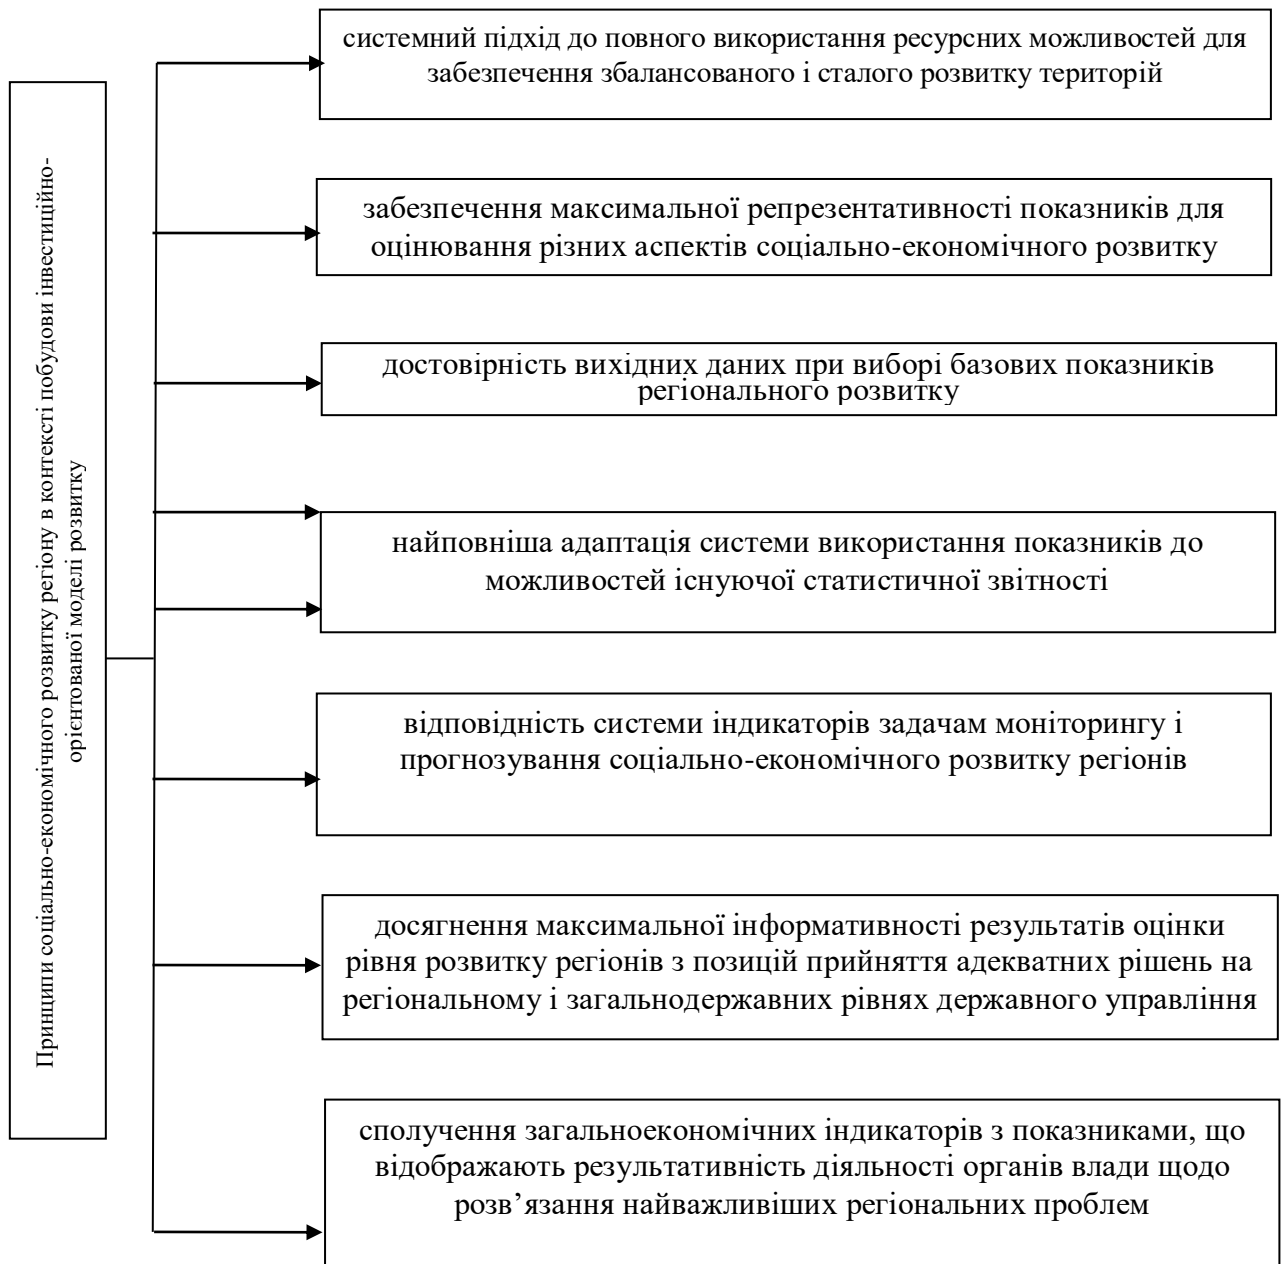 Принципи соціально-економічного розвитку регіону в контексті побудови інвестиційно-
орієнтованої моделі розвитку
системний підхід до повного використання ресурсних можливостей для
забезпечення збалансованого і сталого розвитку територій
забезпечення максимальної репрезентативності показників для
оцінювання різних аспектів соціально-економічного розвитку
достовірність вихідних даних при виборі базових показників
регіонального розвитку
найповніша адаптація системи використання показників до
можливостей існуючої статистичної звітності
відповідність системи індикаторів задачам моніторингу і
прогнозування соціально-економічного розвитку регіонів
досягнення максимальної інформативності результатів оцінки
рівня розвитку регіонів з позицій прийняття адекватних рішень на
регіональному і загальнодержавних рівнях державного управління
сполучення загальноекономічних індикаторів з показниками, що
відображають результативність діяльності органів влади щодо
розв’язання найважливіших регіональних проблем